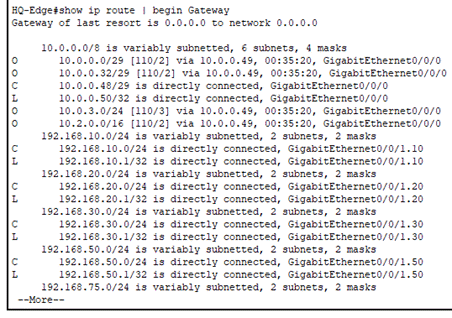 HQ-Edge#show ip route | begin Gateway
Gateway of last resort is 0.0.0.0 to network 0.0.0.0
10.0.0.0/8 is variably subnetted, 6 subnets, 4 masks
O 10.0.0.0/29 [110/2] via 10.0.0.49, 00:35:20, GigabitEthernet0/0/0
O 10.0.0.32/29 [110/2] via 10.0.0.49, 00:35:20, GigabitEthernet0/0/0
C 10.0.0.48/29 is directly connected, GigabitEthernet0/0/0
L 10.0.0.50/32 is directly connected, GigabitEthernet0/0/0
O 10.0.3.0/24 [110/3] via 10.0.0.49, 00:35:20, GigabitEthernet0/0/0
O 10.2.0.0/16 [110/2] via 10.0.0.49, 00:35:20, GigabitEthernet0/0/0
192.168.10.0/24 is variably subnetted, 2 subnets, 2 masks
C 192.168.10.0/24 is directly connected, GigabitEthernet0/0/1.10
L 192.168.10.1/32 is directly connected, GigabitEthernet0/0/1.10
192.168.20.0/24 is variably subnetted, 2 subnets, 2 masks
C 192.168.20.0/24 is directly connected, GigabitEthernet0/0/1.20
L 192.168.20.1/32 is directly connected, GigabitEthernet0/0/1.20
192.168.30.0/24 is variably subnetted, 2 subnets, 2 masks
C 192.168.30.0/24 is directly connected, GigabitEthernet0/0/1.30
L 192.168.30.1/32 is directly connected, GigabitEthernet0/0/1.30
192.168.50.0/24 is variably subnetted, 2 subnets, 2 masks
C 192.168.50.0/24 is directly connected, GigabitEthernet0/0/1.50
L 192.168.50.1/32 is directly connected, GigabitEthernet0/0/1.50
192.168.75.0/24 is variably subnetted, 2 subnets, 2 masks
--More--